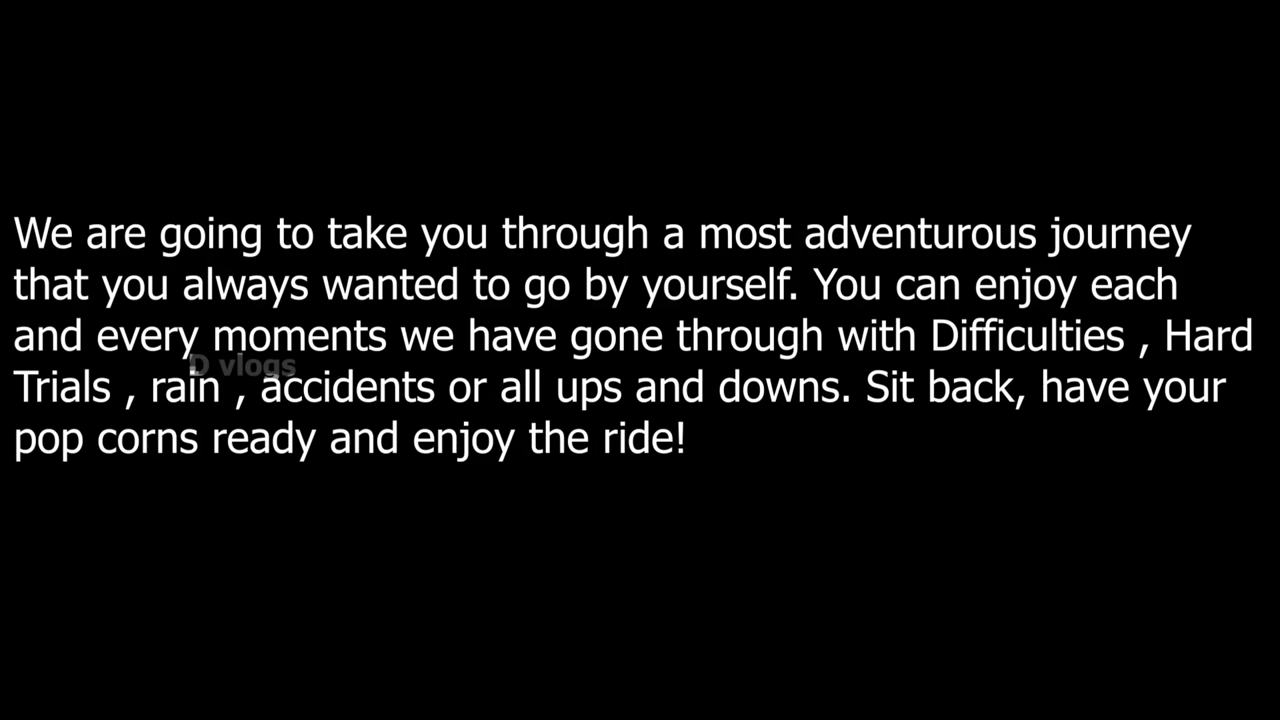 We are going to take you through a most adventurous journey
that you always wanted to go by yourself. You can enjoy each
and every moments we have gone through with Difficulties , Hard
D vlogs
Trials , rain , accidents or all ups and downs. Sit back, have your
pop corns ready and enjoy the ride!